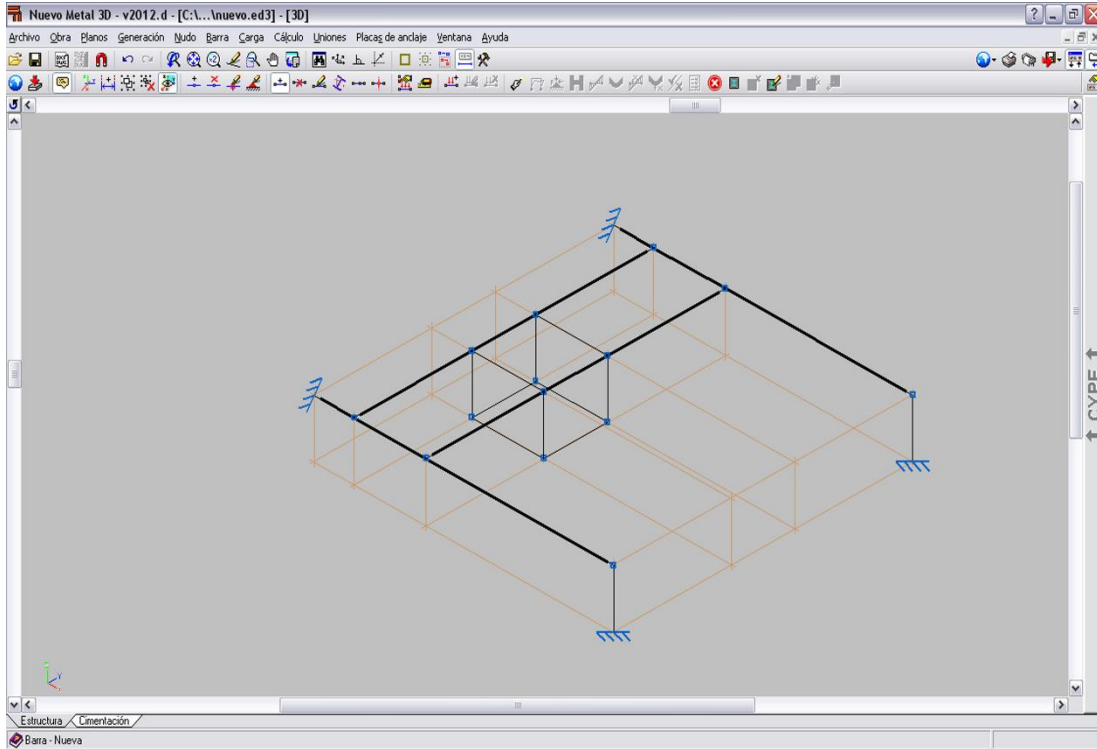 Nuevo Metal 3D - v2012.d - [C:\...\nuevo.ed3] - [3D]
Archivo Obra Planos Generación Nudo Barra Carga Cálculo Uniones Placas de anclaje Ventana Ayuda
CYPE
Estructura Cimentación
Barra - Nueva